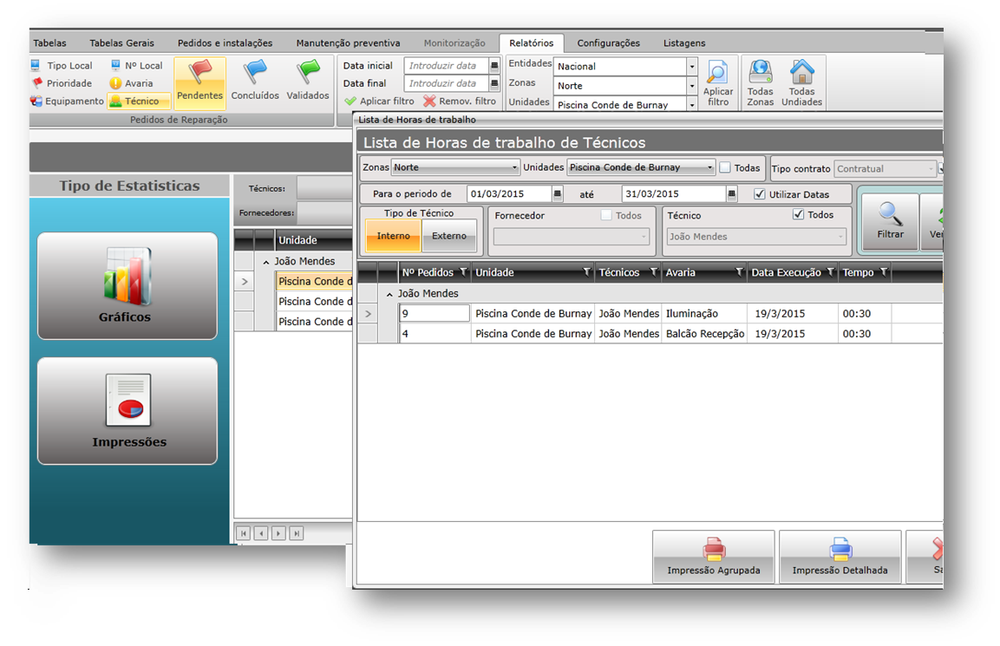 Tabelas Tabelas Gerais Pedidos e instalações Manutenção preventiva Monitorização Relatórios Configurações Listagens
Tipo Local Nº Local
Prioridade Avaria
Equipamento Técnico
Pendentes Concluídos Validados
Pedidos de Reparação
Data inicial Introduzir data
Data final Introduzir data
Aplicar filtro Remov. filtro
Entidades Nacional
Zonas Norte
Unidades Piscina Conde de Burnay
Aplicar filtro
Todas Zonas
Todas Undiades
Tipo de Estatisticas
Gráficos
Impressões
Técnicos:
Fornecedores:
Unidade
João Mendes
Piscina Conde d
Piscina Conde d
Piscina Conde d
Lista de Horas de trabalho
Lista de Horas de trabalho de Técnicos
Zonas Norte Unidades Piscina Conde de Burnay Todas Tipo contrato Contratual
Para o periodo de 01/03/2015 até 31/03/2015 Utilizar Datas
Tipo de Técnico
Interno Externo
Fornecedor Todos
Técnico Todos
João Mendes
Filtrar
Nº Pedidos Unidade Técnicos Avaria Data Execução Tempo
João Mendes
9 Piscina Conde de Burnay João Mendes Iluminação 19/3/2015 00:30
4 Piscina Conde de Burnay João Mendes Balcão Recepção 19/3/2015 00:30
Impressão Agrupada Impressão Detalhada